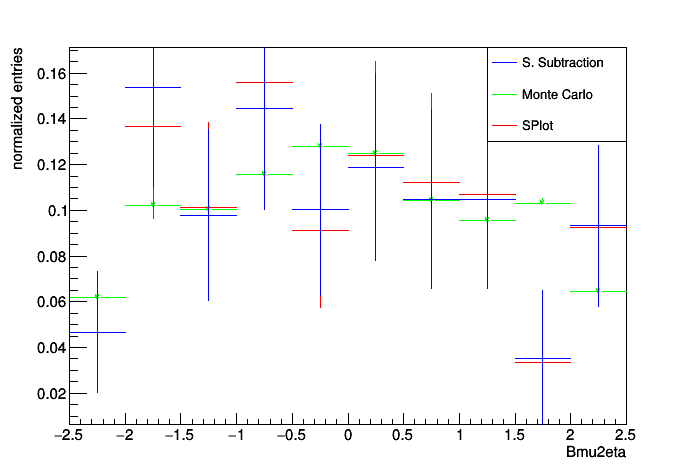 normalized entries
0.16
0.14
0.12
0.1
0.08
0.06
0.04
0.02
S. Subtraction
Monte Carlo
SPlot
−2.5 −2 −1.5 −1 −0.5 0 0.5 1 1.5 2 2.5
Bmu2eta